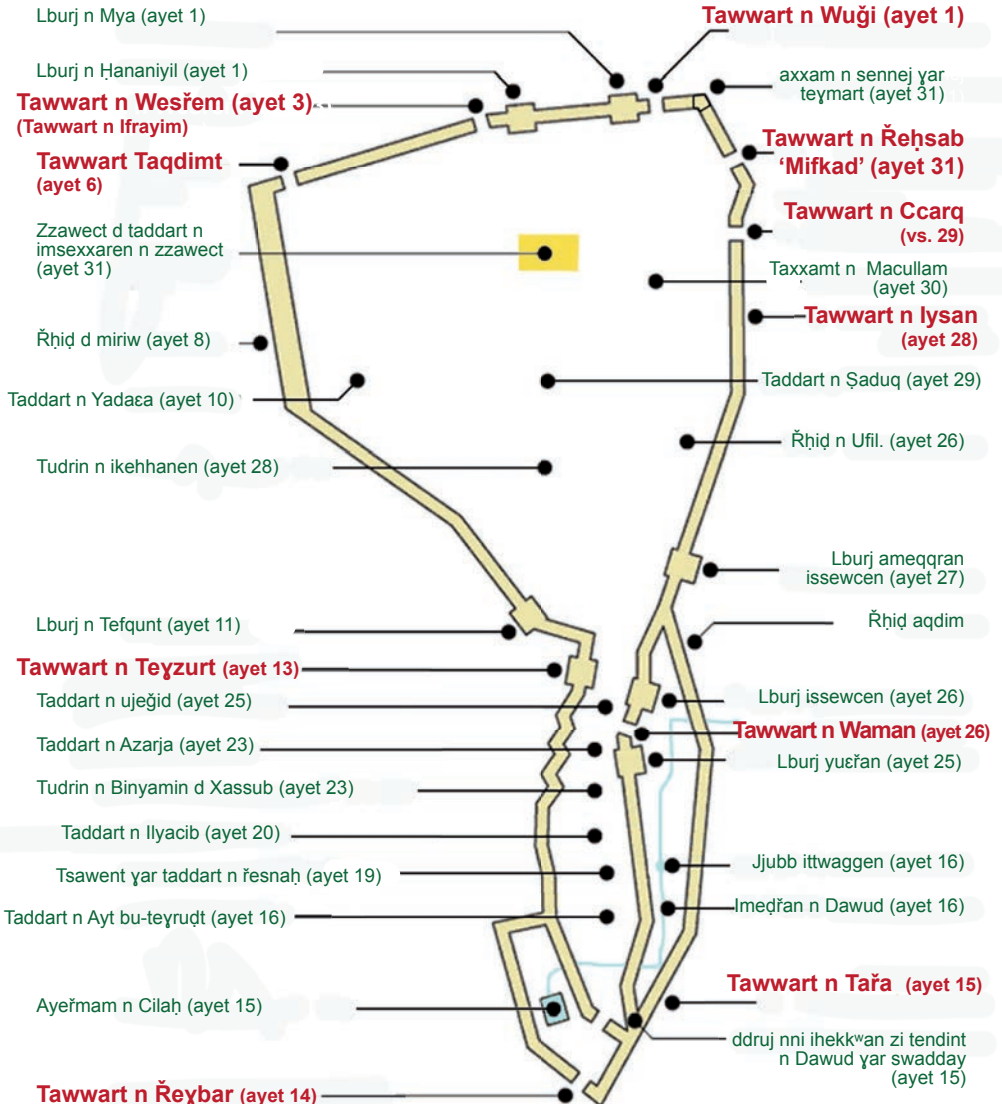 Lburj n Mya (ayet 1)
Tawwart n Wuği (ayet 1)
Lburj n Ḥananiyil (ayet 1)
axxam n sennej ɣar
teɣmart (ayet 31)
Tawwart n Wesřem (ayet 3)
(Tawwart n Ifrayim)
Tawwart n Řeḥsab
‘Mifkad’ (ayet 31)
Tawwart Taqdimt
(ayet 6)
Tawwart n Ccarq
(vs. 29)
Zzawect d taddart n
imsexxaren n zzawect
(ayet 31)
Taxxamt n Macullam
(ayet 30)
Tawwart n Iysan
(ayet 28)
Řḥiḍ d miriw (ayet 8)
Taddart n Ṣaduq (ayet 29)
Taddart n Yadaɛa (ayet 10)
Řḥiḍ n Ufil. (ayet 26)
Tudrin n ikehhanen (ayet 28)
Lburj ameqqran
issewcen (ayet 27)
Lburj n Tefqunt (ayet 11)
Řḥiḍ aqdim
Tawwart n Teɣzurt (ayet 13)
Taddart n ujeğid (ayet 25)
Lburj issewcen (ayet 26)
Tawwart n Waman (ayet 26)
Taddart n Azarja (ayet 23)
Lburj yuɛřan (ayet 25)
Tudrin n Binyamin d Xassub (ayet 23)
Taddart n Ilyacib (ayet 20)
Jjubb ittwaggen (ayet 16)
Tsawent ɣar taddart n řesnaḥ (ayet 19)
Imeḍřan n Dawud (ayet 16)
Taddart n Ayt bu-teɣruḍt (ayet 16)
Tawwart n Tařa (ayet 15)
Ayeřmam n Cilaḥ (ayet 15)
ddruj nni ihekkʷan zi tendint
n Dawud ɣar swadday
(ayet 15)
Tawwart n Řeɣbar (ayet 14)